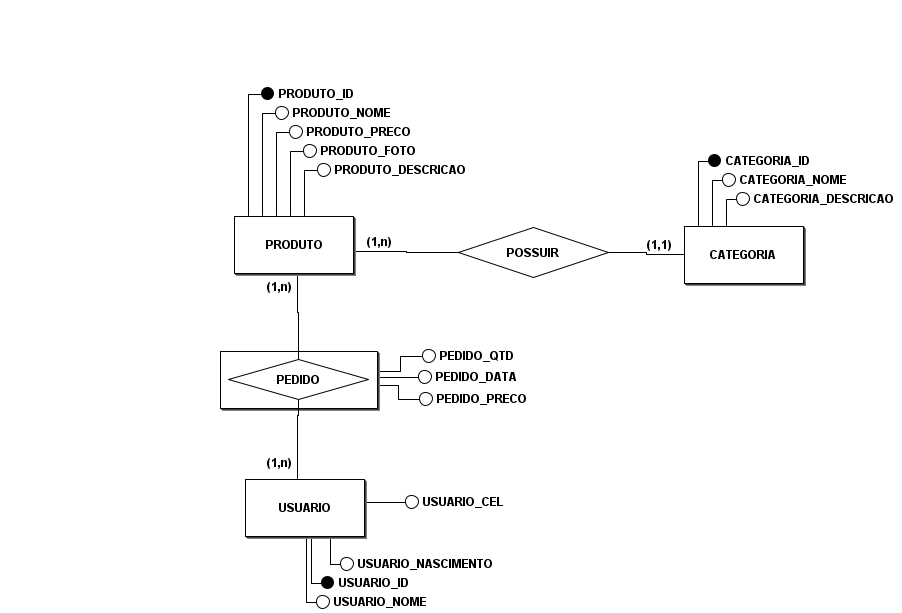 PRODUTO_ID
PRODUTO_NOME
PRODUTO_PRECO
PRODUTO_FOTO
PRODUTO_DESCRICAO
CATEGORIA_ID
CATEGORIA_NOME
CATEGORIA_DESCRICAO
PRODUTO
(1,n)
POSSUIR
(1,1)
CATEGORIA
(1,n)
PEDIDO
PEDIDO_QTD
PEDIDO_DATA
PEDIDO_PRECO
(1,n)
USUARIO
USUARIO_CEL
USUARIO_NASCIMENTO
USUARIO_ID
USUARIO_NOME